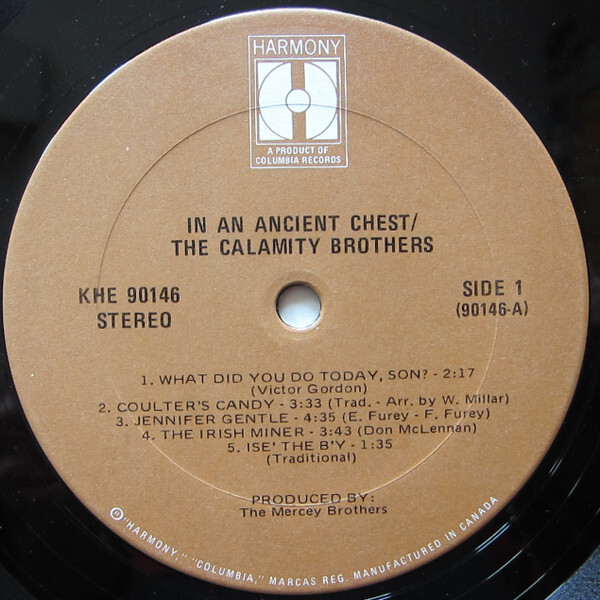 HARMONY
A PRODUCT OF
COLUMBIA RECORDS
IN AN ANCIENT CHEST/
THE CALAMITY BROTHERS
KHE 90146
STEREO
SIDE 1
(90146-A)
1. WHAT DID YOU DO TODAY, SON? - 2:17
(Victor Gordon)
2. COULTER'S CANDY - 3:33 (Trad. - Arr. by W. Millar)
3. JENNIFER GENTLE - 4:35 (E. Furey - F. Furey)
4. THE IRISH MINER - 3:43 (Don McLennan)
5. ISE' THE B'Y - 1:35
(Traditional)
PRODUCED BY:
The Mercey Brothers
© "HARMONY," "COLUMBIA," MARCAS REG. MANUFACTURED IN CANADA